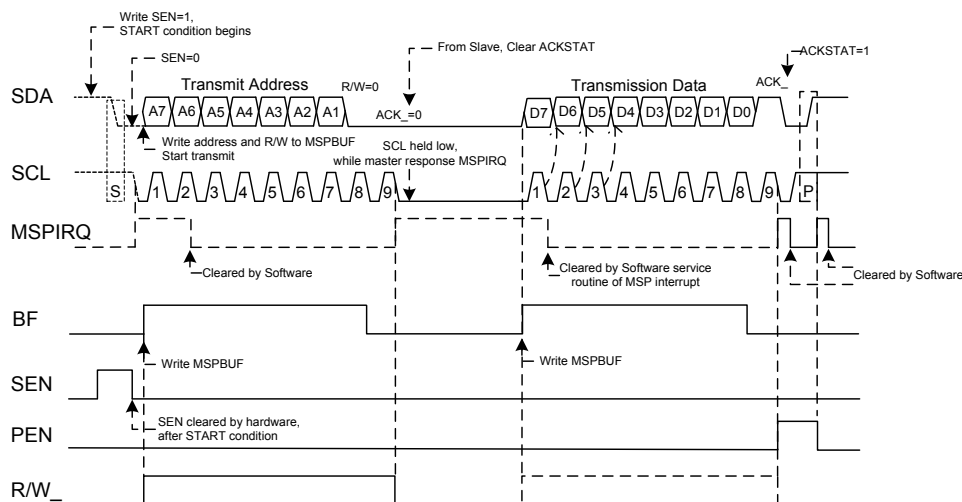 Write SEN=1,
START condition begins
SEN=0
From Slave, Clear ACKSTAT
ACKSTAT=1
Transmit Address
R/W=0
Transmission Data
ACK_
SDA
A7 A6 A5 A4 A3 A2 A1
ACK_=0
D7 D6 D5 D4 D3 D2 D1 D0
Write address and R/W to MSPBUF
Start transmit
SCL held low,
while master response MSPIRQ
SCL
S
1 2 3 4 5 6 7 8 9
1 2 3 4 5 6 7 8 9
P
MSPIRQ
Cleared by Software
Cleared by Software service
routine of MSP interrupt
Cleared by Software
BF
Write MSPBUF
Write MSPBUF
SEN
SEN cleared by hardware,
after START condition
PEN
R/W_